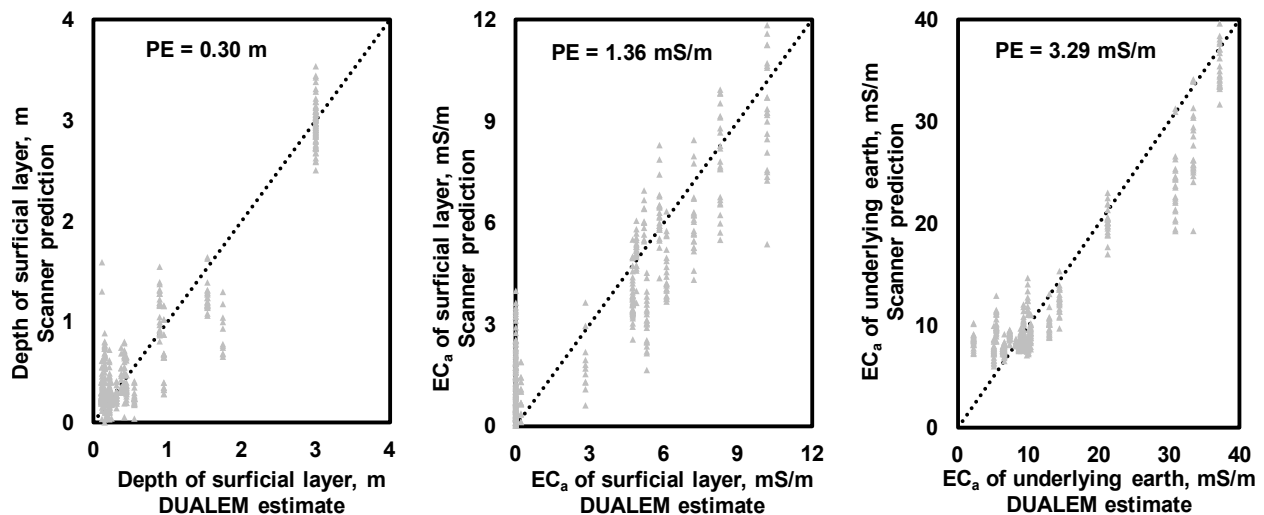 Depth of surficial layer, m
Scanner prediction
4
3
2
1
0
PE = 0.30 m
0 1 2 3 4
Depth of surficial layer, m
DUALEM estimate
ECa of surficial layer, mS/m
Scanner prediction
12
9
6
3
0
PE = 1.36 mS/m
0 3 6 9 12
ECa of surficial layer, mS/m
DUALEM estimate
ECa of underlying earth, mS/m
Scanner prediction
40
30
20
10
0
PE = 3.29 mS/m
0 10 20 30 40
ECa of underlying earth, mS/m
DUALEM estimate